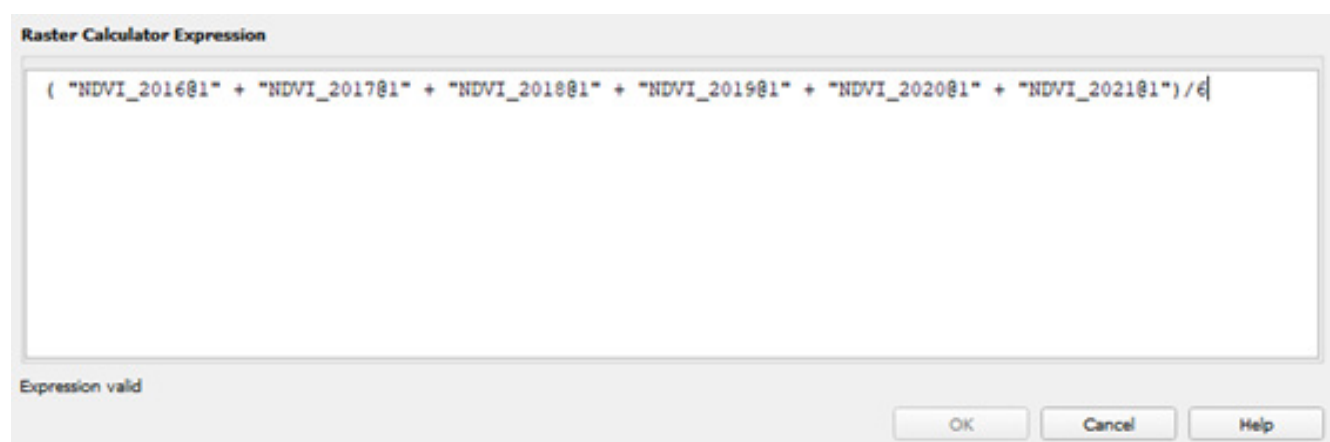 Raster Calculator Expression
( "NDVI_2016@1" + "NDVI_2017@1" + "NDVI_2018@1" + "NDVI_2019@1" + "NDVI_2020@1" + "NDVI_2021@1")/6
Expression valid
OK Cancel Help